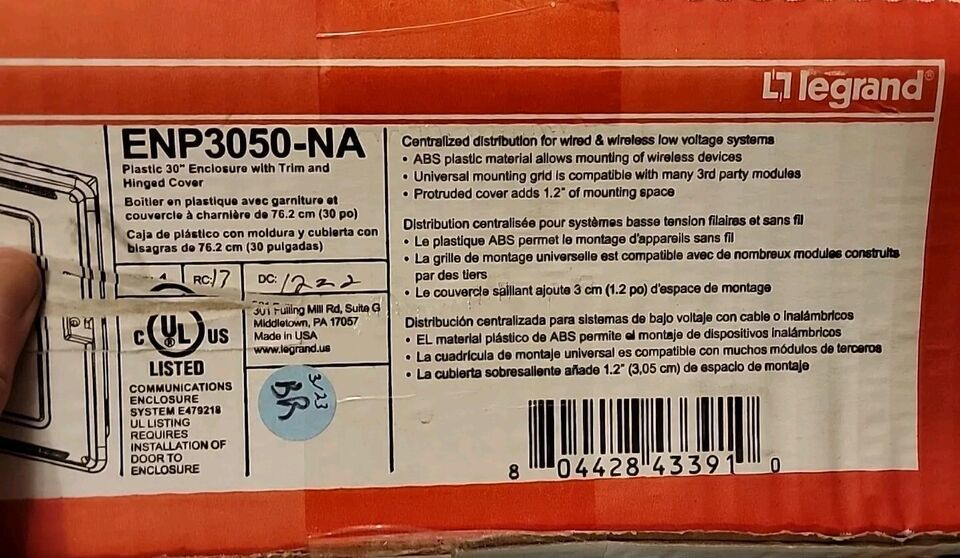 legrand®
ENP3050-NA
Plastic 30" Enclosure with Trim and
Hinged Cover
Boîtier en plastique avec garniture et
couvercle à charnière de 76.2 cm (30 po)
Caja de plástico con moldura y cubierta con
bisagras de 76.2 cm (30 pulgadas)
RC: 17
DC: 1222
301 Fulling Mill Rd, Suite G
Middletown, PA 17057
Made in USA
www.legrand.us
C UL US
LISTED
COMMUNICATIONS
ENCLOSURE
SYSTEM E479218
UL LISTING
REQUIRES
INSTALLATION OF
DOOR TO
ENCLOSURE
3/23
BR
Centralized distribution for wired & wireless low voltage systems
• ABS plastic material allows mounting of wireless devices
• Universal mounting grid is compatible with many 3rd party modules
• Protruded cover adds 1.2" of mounting space
Distribution centralisée pour systèmes basse tension filaires et sans fil
• Le plastique ABS permet le montage d'appareils sans fil
• La grille de montage universelle est compatible avec de nombreux modules construits
par des tiers
• Le couvercle saillant ajoute 3 cm (1.2 po) d'espace de montage
Distribución centralizada para sistemas de bajo voltaje con cable o inalámbricos
• EL material plástico de ABS permite el montaje de dispositivos inalámbricos
• La cuadrícula de montaje universal es compatible con muchos módulos de terceros
• La cubierta sobresaliente añade 1.2" (3,05 cm) de espacio de montaje
8 04428 43391 0